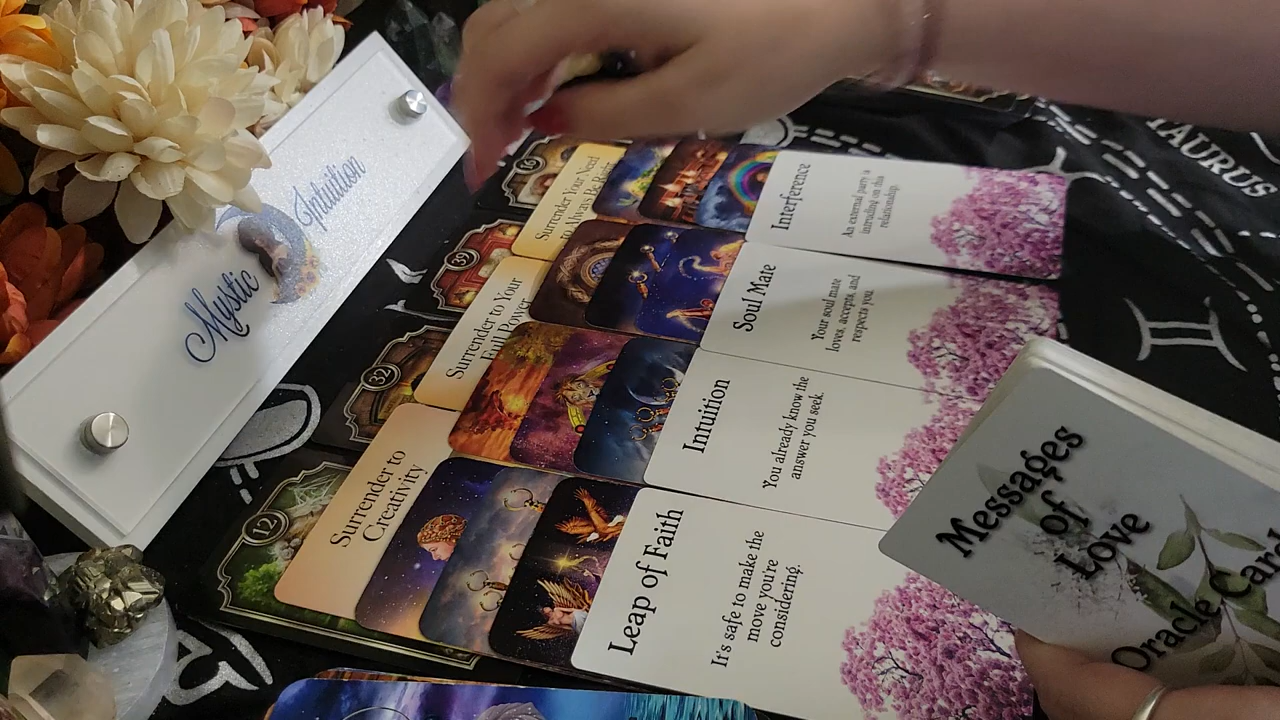 Mystic
Intuition
16
Surrender Your Need
to Always Be Right
Interference
An external party is
intruding on this
relationship.
39
Surrender to Your
Full Power
Soul Mate
Your soul mate
loves, accepts, and
respects you.
32
Intuition
You already know the
answer you seek.
12
Surrender to
Creativity
Leap of Faith
It's safe to make the
move you're
considering.
Messages
of
Love
Oracle Card
TAURUS